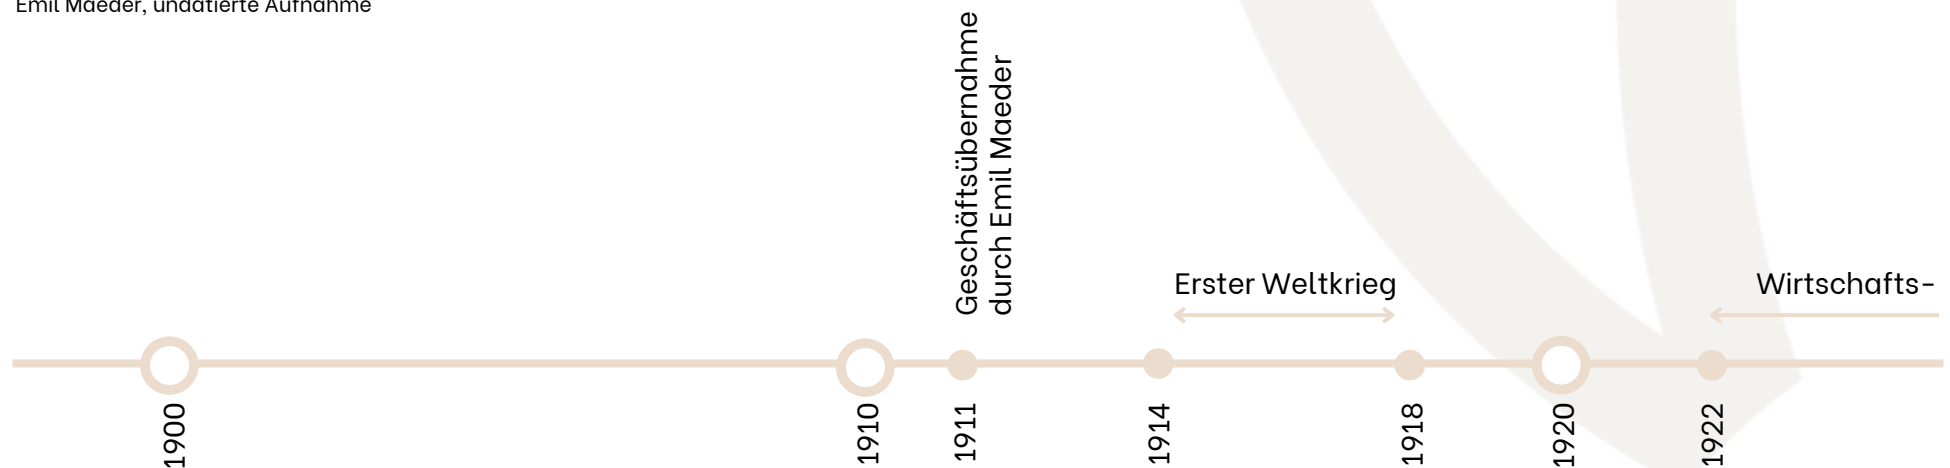 Emil Maeder, undatierte Aufnahme
Geschäftsübernahme
durch Emil Maeder
Erster Weltkrieg
Wirtschafts-
1900
1910
1911
1914
1918
1920
1922